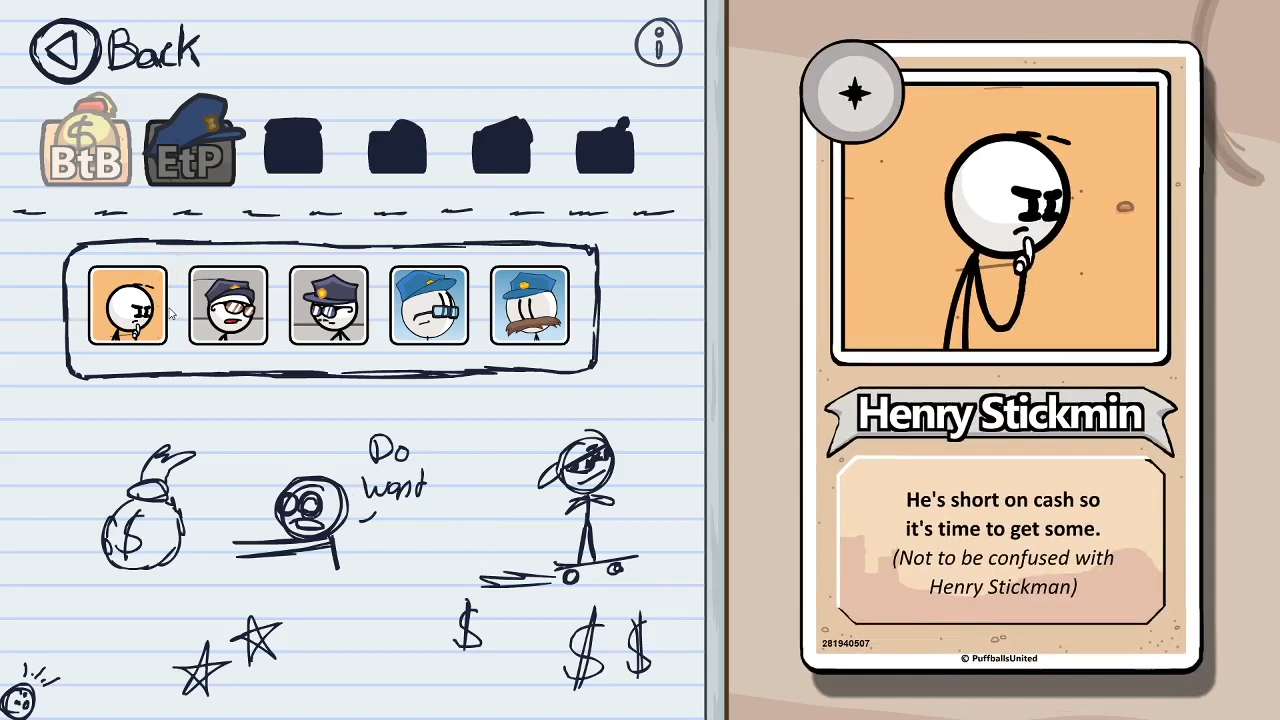 Back
i
$
BtB
EtP
Henry Stickmin
He's short on cash so
it's time to get some.
(Not to be confused with
Henry Stickman)
281940507
© PuffballsUnited
Do
want
$
$
$ $